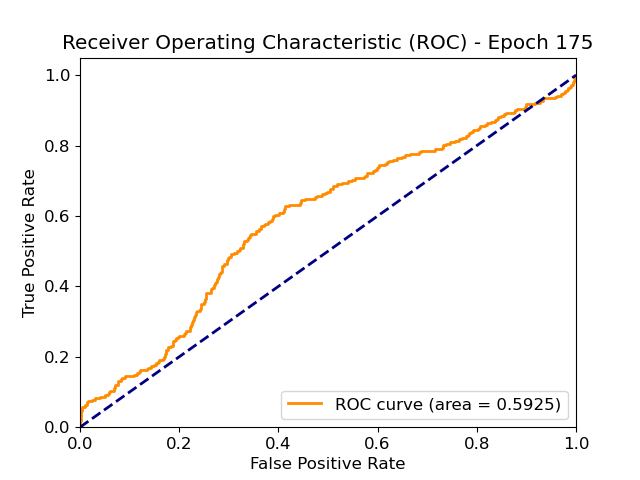 Receiver Operating Characteristic (ROC) - Epoch 175
True Positive Rate
1.0
0.8
0.6
0.4
0.2
0.0
ROC curve (area = 0.5925)
0.0 0.2 0.4 0.6 0.8 1.0
False Positive Rate